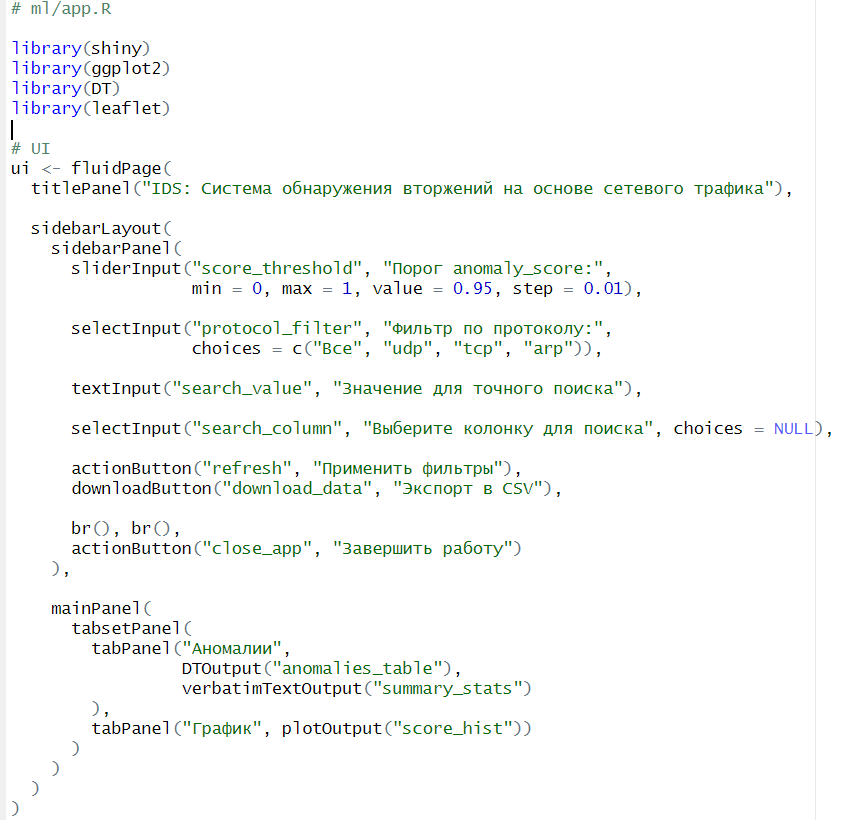 # ml/app.R
library(shiny)
library(ggplot2)
library(DT)
library(leaflet)
# UI
ui <- fluidPage(
  titlePanel("IDS: Система обнаружения вторжений на основе сетевого трафика"),
  sidebarLayout(
    sidebarPanel(
      sliderInput("score_threshold", "Порог anomaly_score:",
                  min = 0, max = 1, value = 0.95, step = 0.01),
      selectInput("protocol_filter", "Фильтр по протоколу:",
                  choices = c("Все", "udp", "tcp", "arp")),
      textInput("search_value", "Значение для точного поиска"),
      selectInput("search_column", "Выберите колонку для поиска", choices = NULL),
      actionButton("refresh", "Применить фильтры"),
      downloadButton("download_data", "Экспорт в CSV"),
      br(), br(),
      actionButton("close_app", "Завершить работу")
    ),
    mainPanel(
      tabsetPanel(
        tabPanel("Аномалии",
                 DTOutput("anomalies_table"),
                 verbatimTextOutput("summary_stats")
        ),
        tabPanel("График", plotOutput("score_hist"))
      )
    )
  )
)